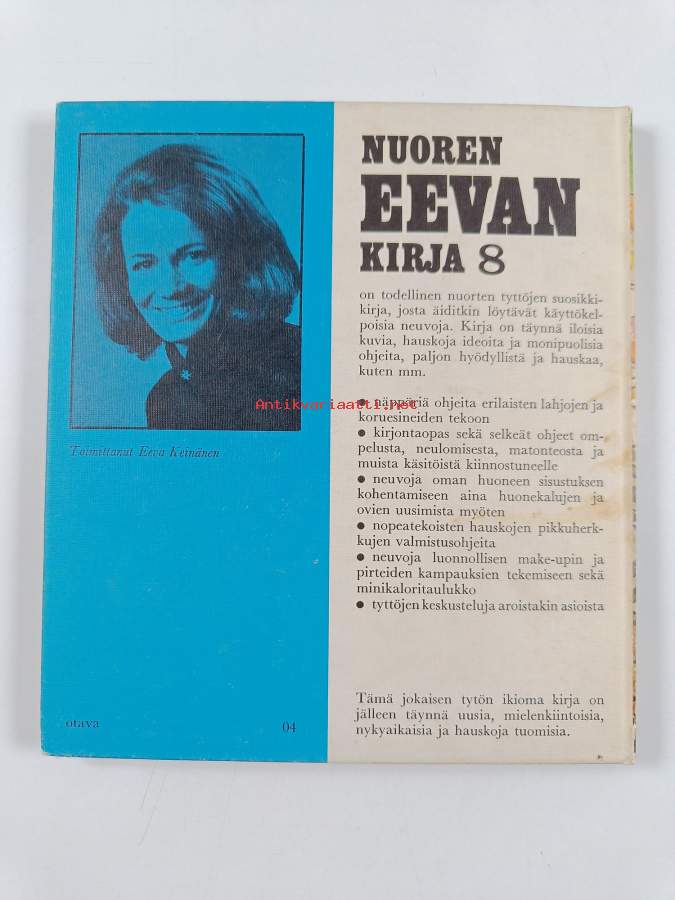 NUOREN
EEVAN
KIRJA 8
on todellinen nuorten tyttöjen suosikki-
kirja, josta äiditkin löytävät käyttökel-
poisia neuvoja. Kirja on täynnä iloisia
kuvia, hauskoja ideoita ja monipuolisia
ohjeita, paljon hyödyllistä ja hauskaa,
kuten mm.
● näppäriä ohjeita erilaisten lahjojen ja
koruesineiden tekoon
● kirjontaopas sekä selkeät ohjeet om-
pelusta, neulomisesta, matonteosta ja
muista käsitöistä kiinnostuneelle
● neuvoja oman huoneen sisustuksen
kohentamiseen aina huonekalujen ja
ovien uusimista myöten
● nopeatekoisten hauskojen pikkuherk-
kujen valmistusohjeita
● neuvoja luonnollisen make-upin ja
pirteiden kampauksien tekemiseen sekä
minikaloritaulukko
● tyttöjen keskusteluja aroistakin asioista
Tämä jokaisen tytön ikioma kirja on
jälleen täynnä uusia, mielenkiintoisia,
nykyaikaisia ja hauskoja tuomisia.
Toimittanut Eeva Keinänen
otava
04
Antikvariaatti.net